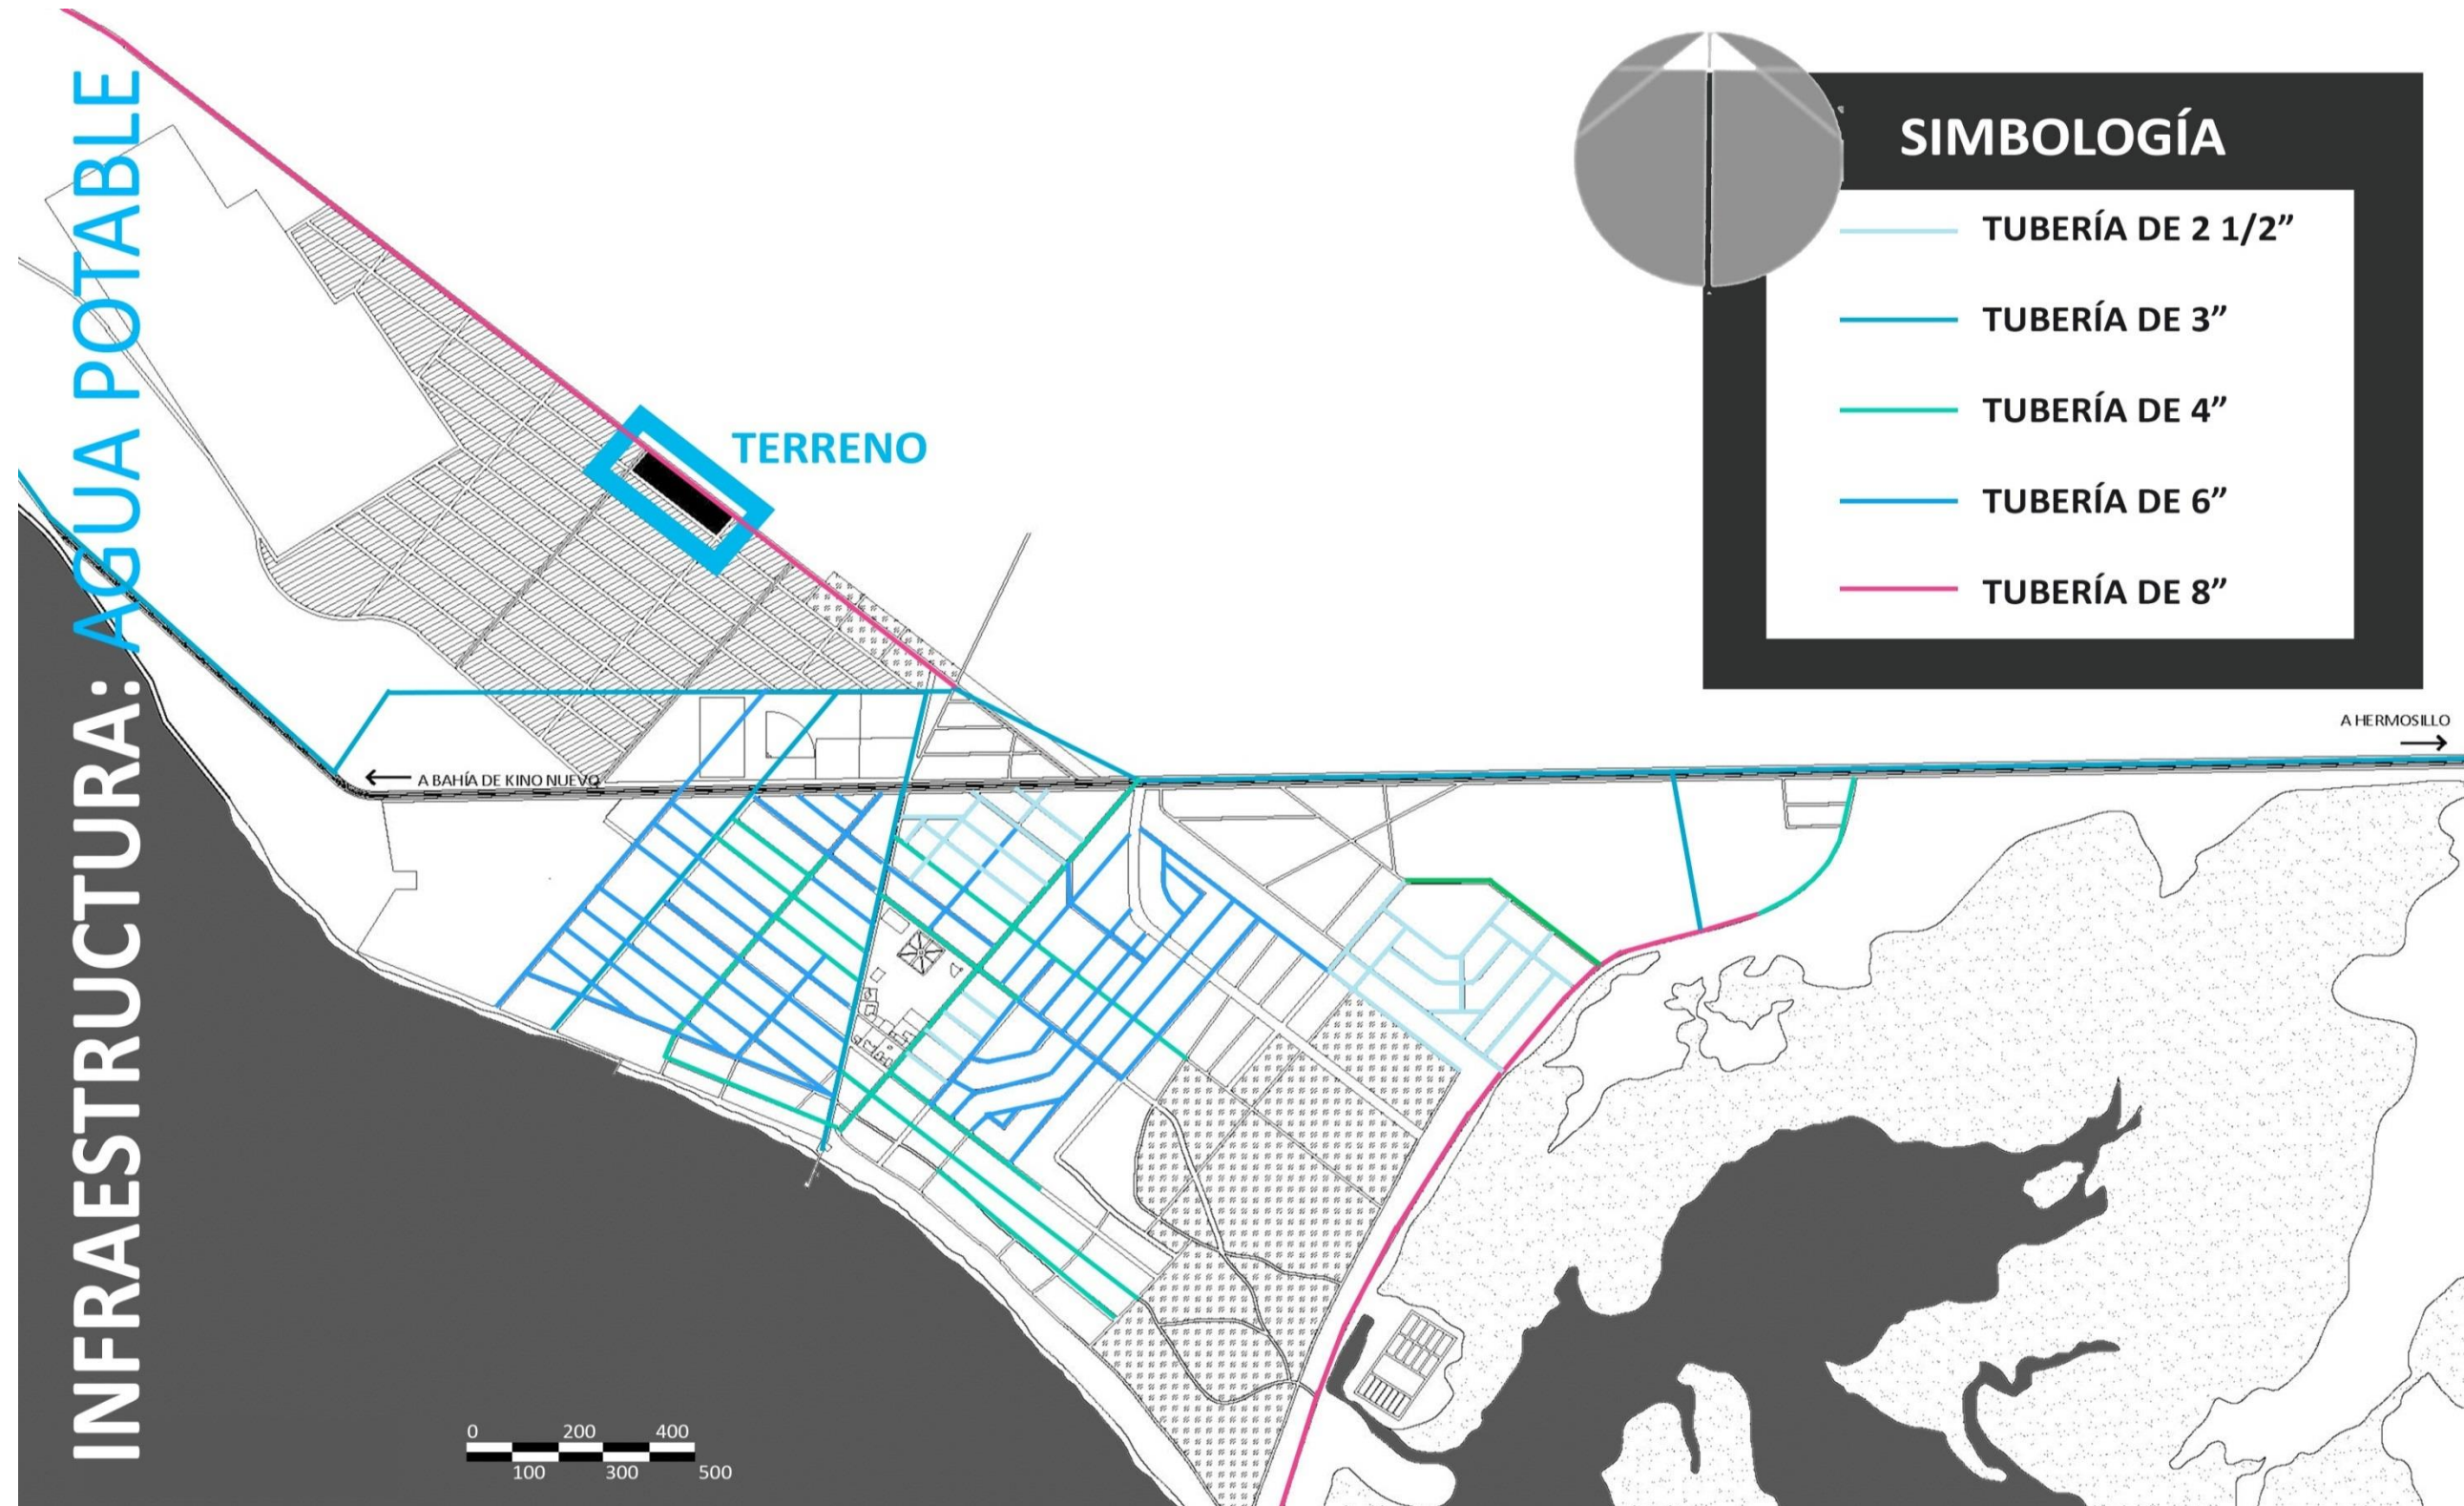 INFRAESTRUCTURA: AGUA POTABLE
SIMBOLOGÍA
TUBERÍA DE 2 1/2”
TUBERÍA DE 3”
TUBERÍA DE 4”
TUBERÍA DE 6”
TUBERÍA DE 8”
TERRENO
A HERMOSILLO
A BAHÍA DE KINO NUEVO
0 200 400
100 300 500